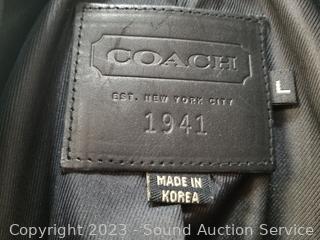 COACH
EST. NEW YORK CITY
1941
L
MADE IN
KOREA
Copyright 2023 - Sound Auction Service